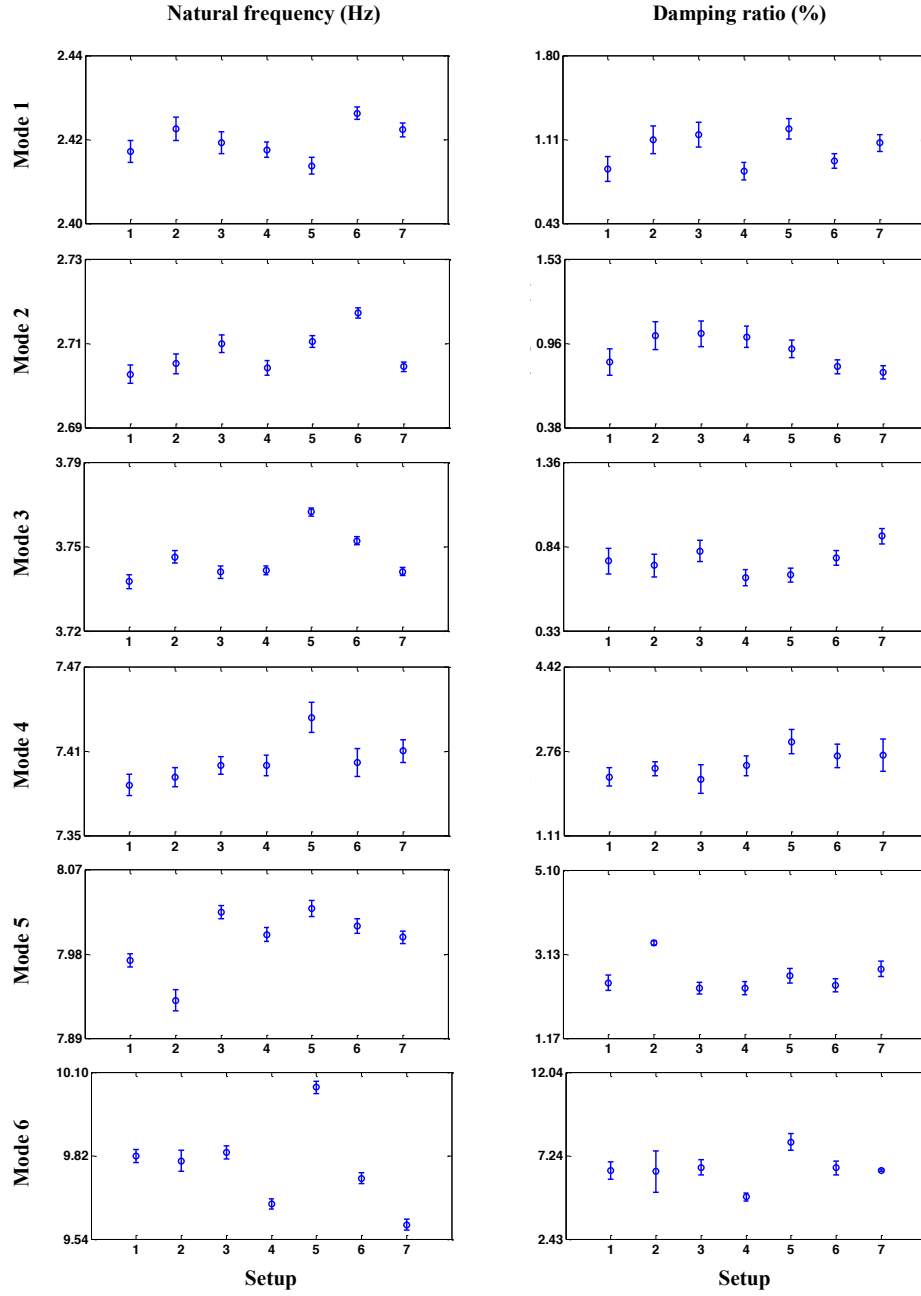 Natural frequency (Hz) Damping ratio (%)
Mode 1
2.44
2.42
2.40
1 2 3 4 5 6 7
1.80
1.11
0.43
1 2 3 4 5 6 7
Mode 2
2.73
2.71
2.69
1 2 3 4 5 6 7
1.53
0.96
0.38
1 2 3 4 5 6 7
Mode 3
3.79
3.75
3.72
1 2 3 4 5 6 7
1.36
0.84
0.33
1 2 3 4 5 6 7
Mode 4
7.47
7.41
7.35
1 2 3 4 5 6 7
4.42
2.76
1.11
1 2 3 4 5 6 7
Mode 5
8.07
7.98
7.89
1 2 3 4 5 6 7
5.10
3.13
1.17
1 2 3 4 5 6 7
Mode 6
10.10
9.82
9.54
1 2 3 4 5 6 7
12.04
7.24
2.43
1 2 3 4 5 6 7
Setup Setup